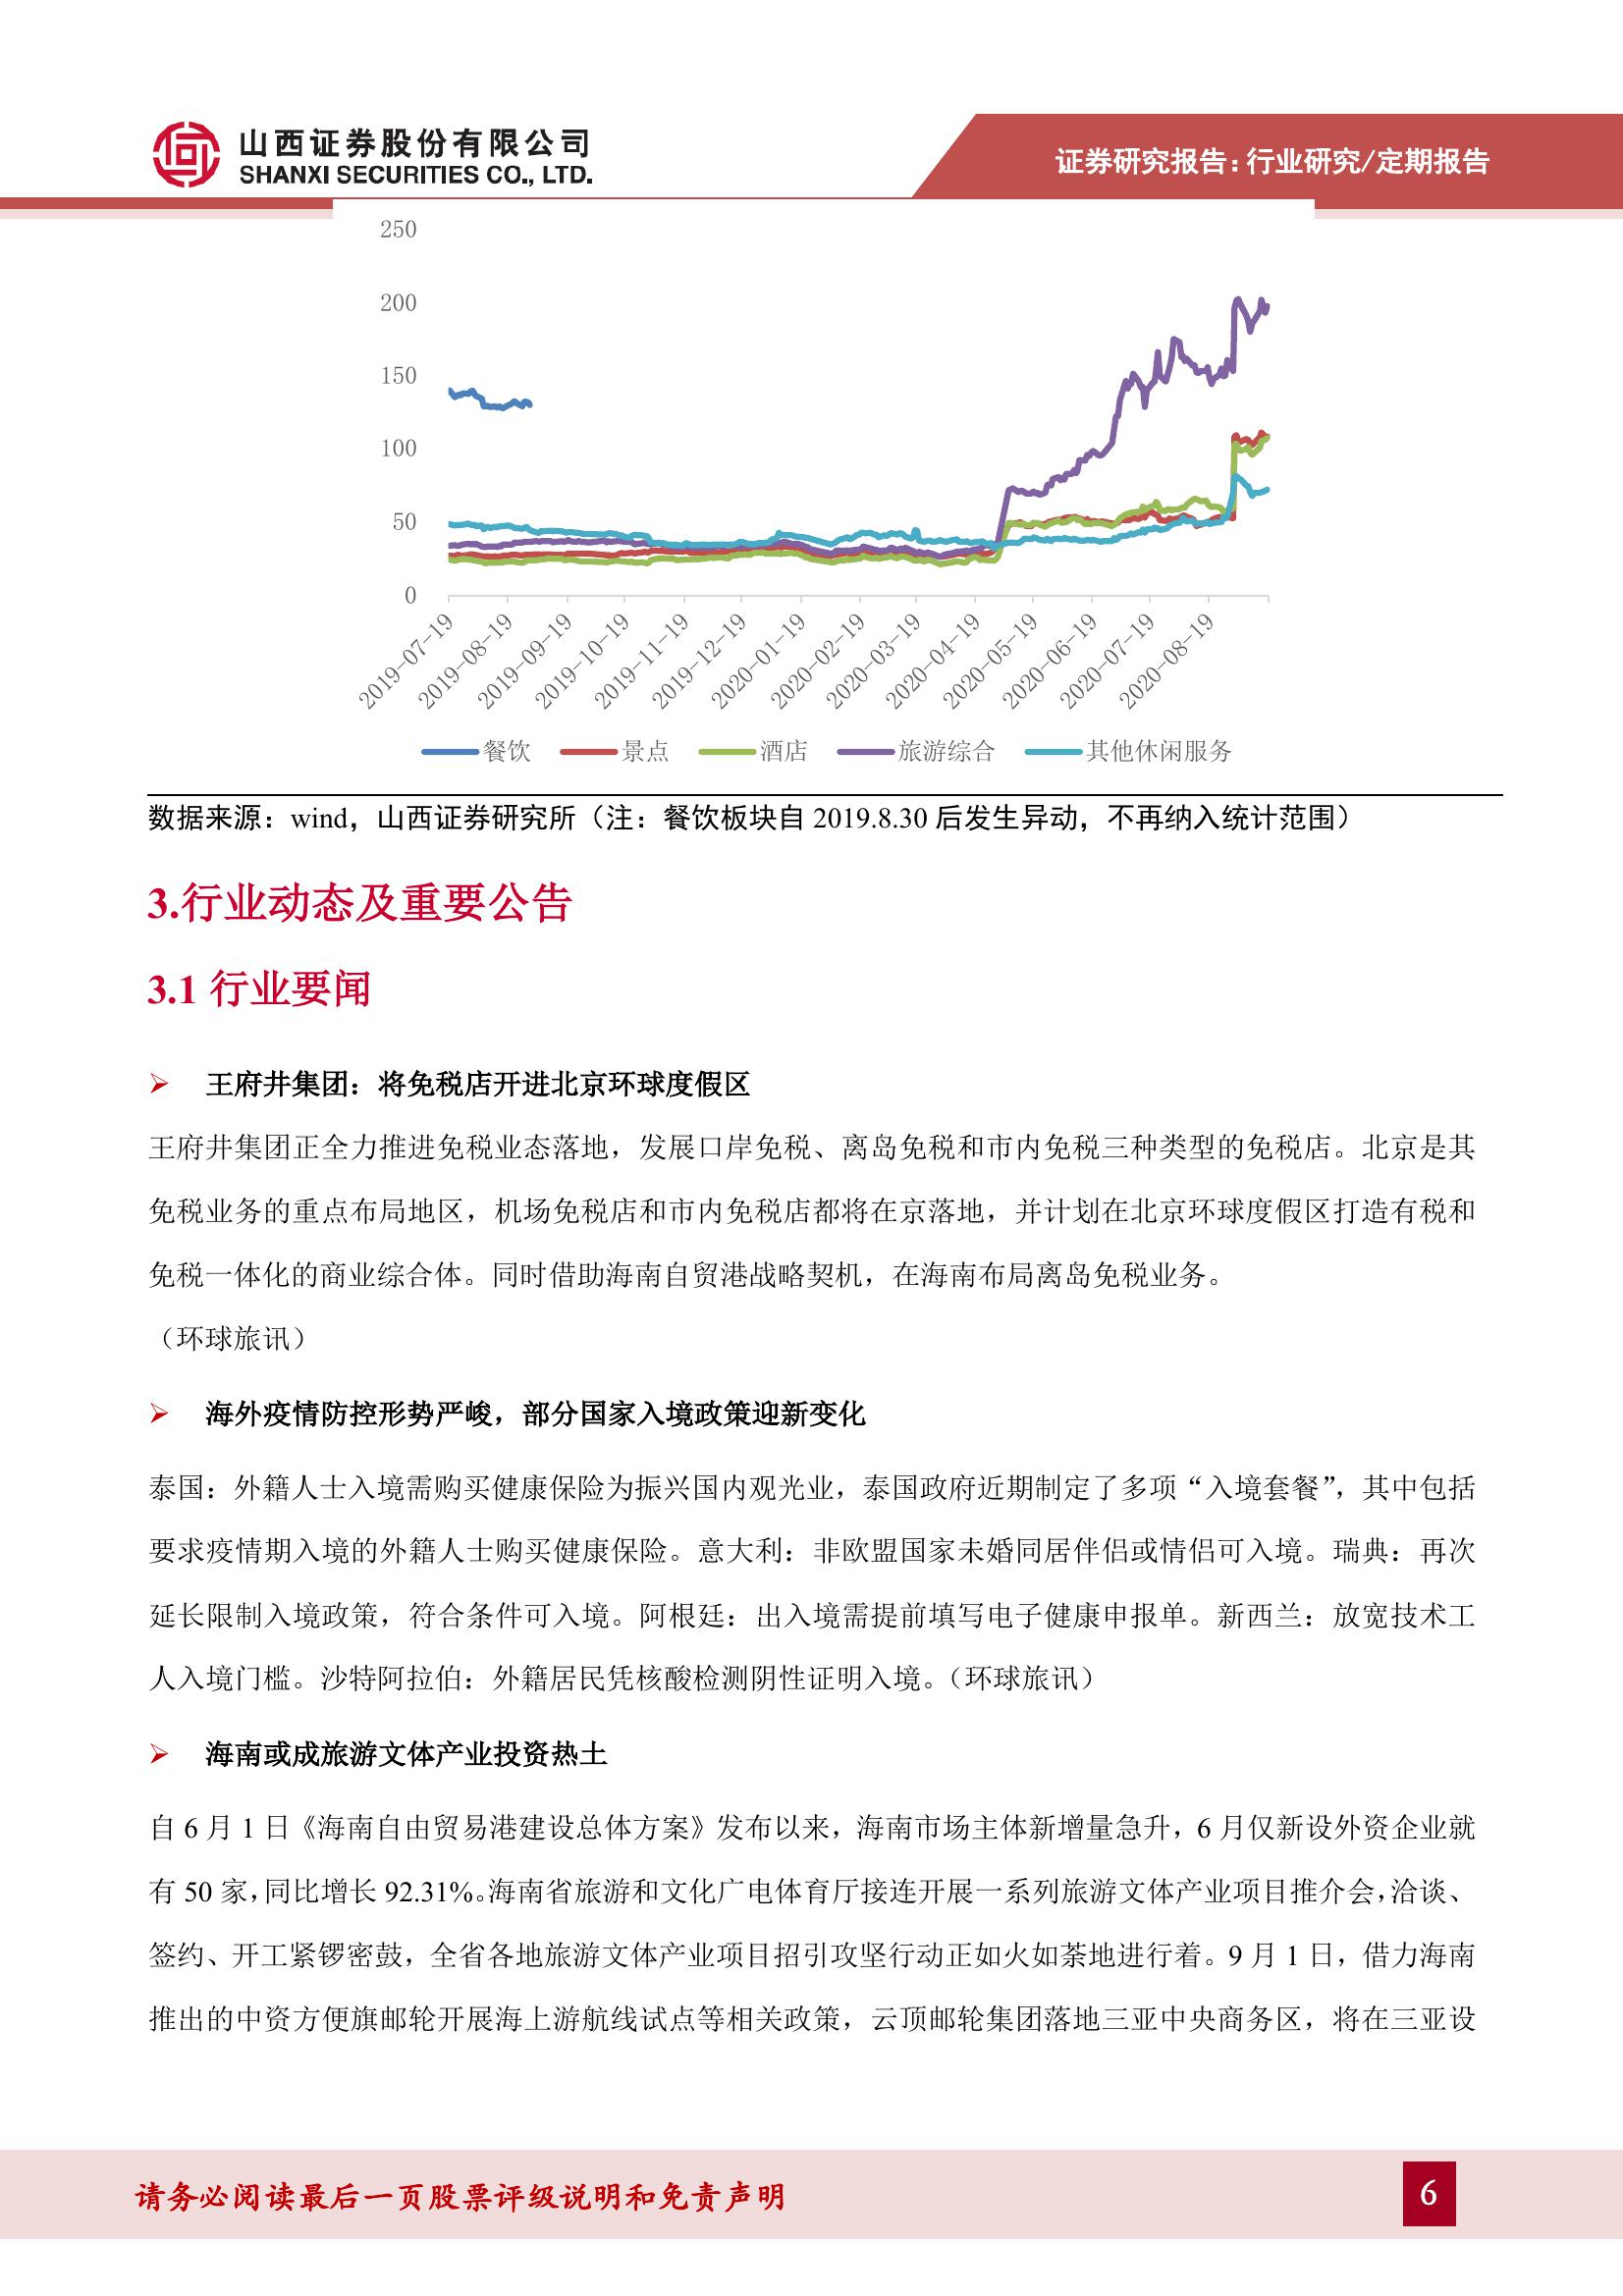 山西证券股份有限公司
SHANXI SECURITIES CO., LTD.
证券研究报告：行业研究/定期报告
250
200
150
100
50
0
2019-07-19
2019-08-19
2019-09-19
2019-10-19
2019-11-19
2019-12-19
2020-01-19
2020-02-19
2020-03-19
2020-04-19
2020-05-19
2020-06-19
2020-07-19
2020-08-19
餐饮 景点 酒店 旅游综合 其他休闲服务
数据来源：wind，山西证券研究所（注：餐饮板块自 2019.8.30 后发生异动，不再纳入统计范围）
3.行业动态及重要公告
3.1 行业要闻
➢ 王府井集团：将免税店开进北京环球度假区
王府井集团正全力推进免税业态落地，发展口岸免税、离岛免税和市内免税三种类型的免税店。北京是其
免税业务的重点布局地区，机场免税店和市内免税店都将在京落地，并计划在北京环球度假区打造有税和
免税一体化的商业综合体。同时借助海南自贸港战略契机，在海南布局离岛免税业务。
（环球旅讯）
➢ 海外疫情防控形势严峻，部分国家入境政策迎新变化
泰国：外籍人士入境需购买健康保险为振兴国内观光业，泰国政府近期制定了多项“入境套餐”，其中包括
要求疫情期入境的外籍人士购买健康保险。意大利：非欧盟国家未婚同居伴侣或情侣可入境。瑞典：再次
延长限制入境政策，符合条件可入境。阿根廷：出入境需提前填写电子健康申报单。新西兰：放宽技术工
人入境门槛。沙特阿拉伯：外籍居民凭核酸检测阴性证明入境。（环球旅讯）
➢ 海南或成旅游文体产业投资热土
自 6 月 1 日《海南自由贸易港建设总体方案》发布以来，海南市场主体新增量急升，6 月仅新设外资企业就
有 50 家，同比增长 92.31%。海南省旅游和文化广电体育厅接连开展一系列旅游文体产业项目推介会，洽谈、
签约、开工紧锣密鼓，全省各地旅游文体产业项目招引攻坚行动正如火如荼地进行着。9 月 1 日，借力海南
推出的中资方便旗邮轮开展海上游航线试点等相关政策，云顶邮轮集团落地三亚中央商务区，将在三亚设
请务必阅读最后一页股票评级说明和免责声明
6